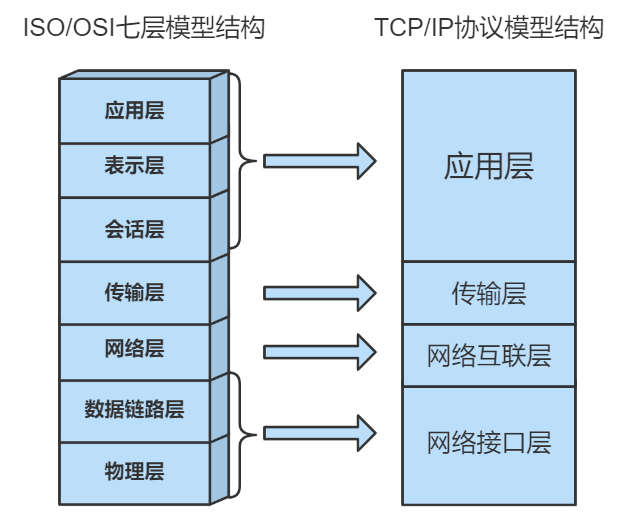 ISO/OSI七层模型结构
TCP/IP协议模型结构
应用层
表示层
会话层
传输层
网络层
数据链路层
物理层
应用层
传输层
网络互联层
网络接口层